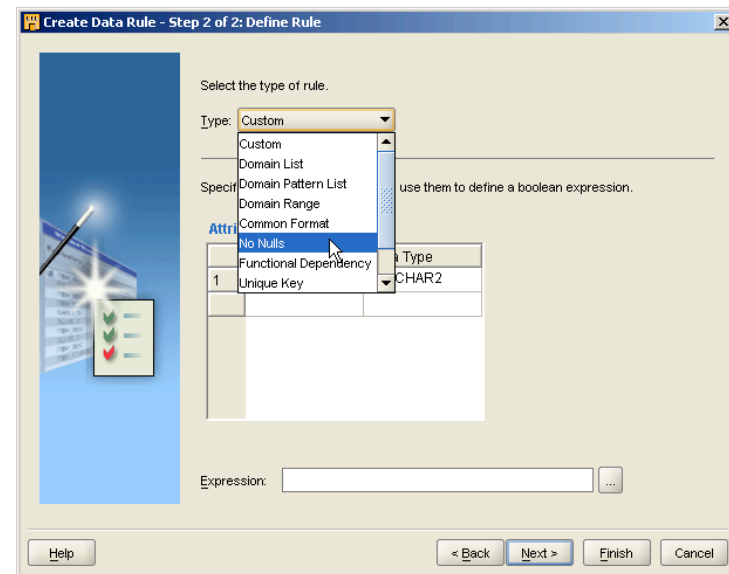 Create Data Rule - Step 2 of 2: Define Rule
Select the type of rule.
Type: Custom
Custom
Domain List
Domain Pattern List
Domain Range
Common Format
No Nulls
Functional Dependency
Unique Key
Specif use them to define a boolean expression.
Attri
a Type
1 CHAR2
Expression: ...
Help < Back Next > Finish Cancel